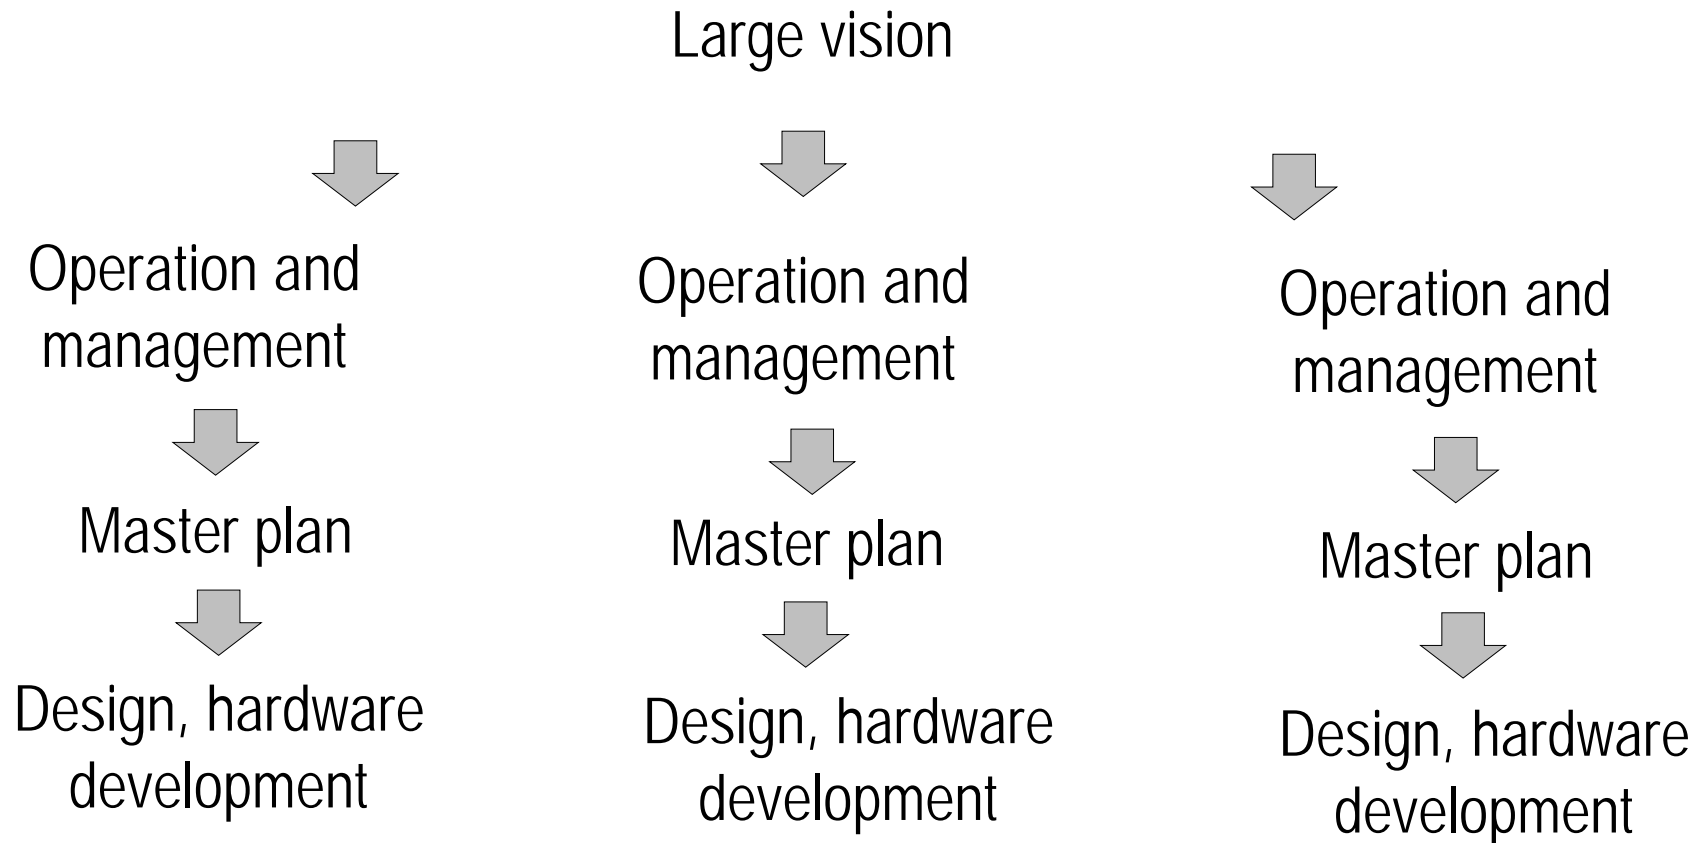 Large vision
Operation and
management
Master plan
Design, hardware
development
Operation and
management
Master plan
Design, hardware
development
Operation and
management
Master plan
Design, hardware
development